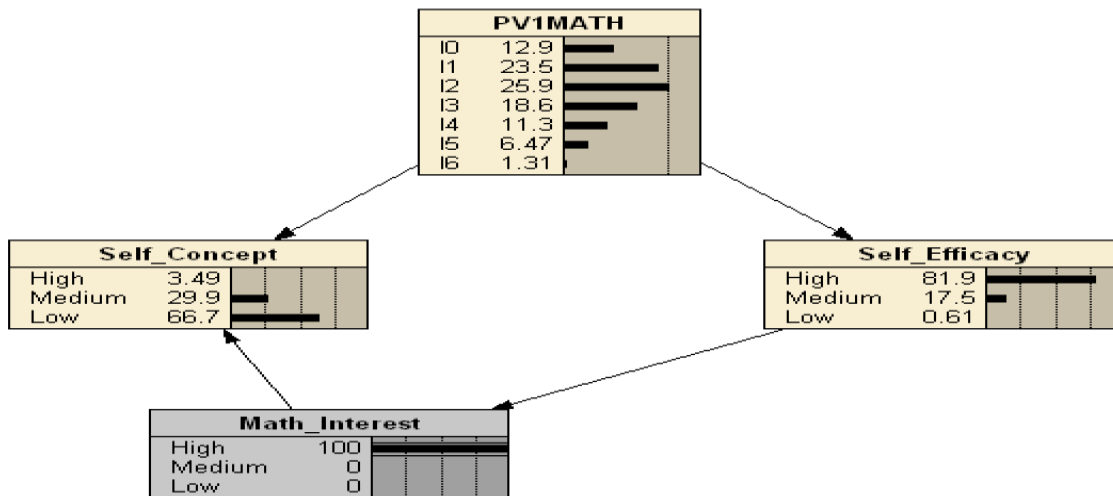 PV1MATH
I0 12.9
I1 23.5
I2 25.9
I3 18.6
I4 11.3
I5 6.47
I6 1.31
Self_Concept
High 3.49
Medium 29.9
Low 66.7
Self_Efficacy
High 81.9
Medium 17.5
Low 0.61
Math_Interest
High 100
Medium 0
Low 0